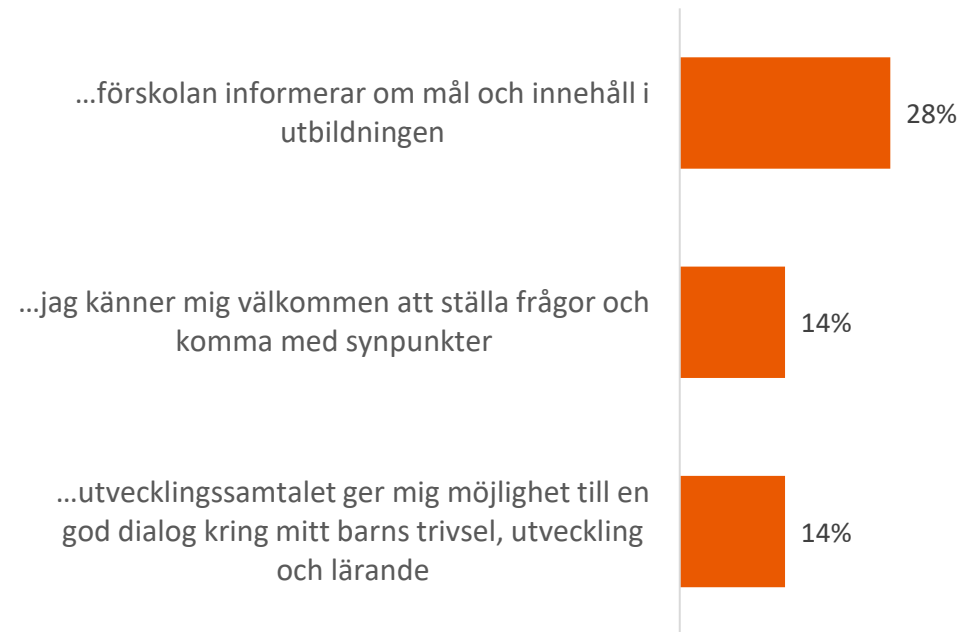 ...förskolan informerar om mål och innehåll i
utbildningen
28%
...jag känner mig välkommen att ställa frågor och
komma med synpunkter
14%
...utvecklingssamtalet ger mig möjlighet till en
god dialog kring mitt barns trivsel, utveckling
och lärande
14%